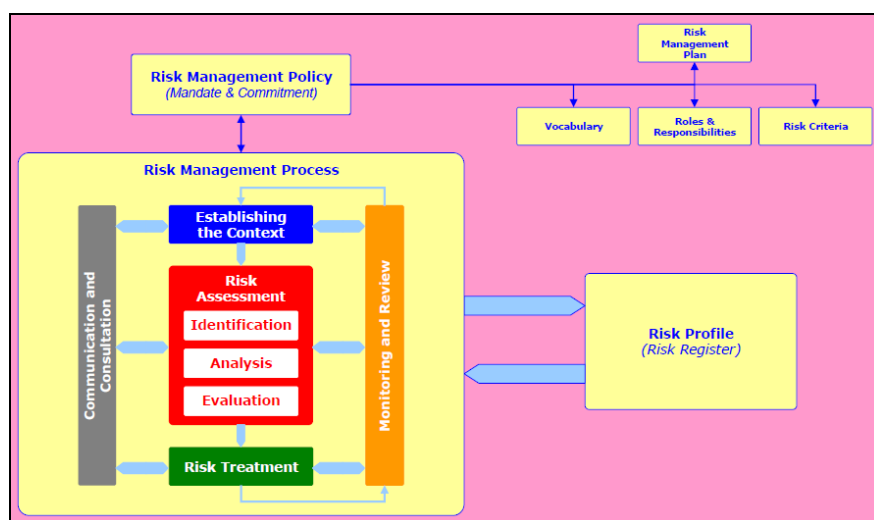 Risk
Management
Plan
Risk Management Policy
(Mandate & Commitment)
Vocabulary
Roles &
Responsibilities
Risk Criteria
Risk Management Process
Communication and
Consultation
Establishing
the Context
Risk
Assessment
Identification
Analysis
Evaluation
Risk Treatment
Monitoring and Review
Risk Profile
(Risk Register)